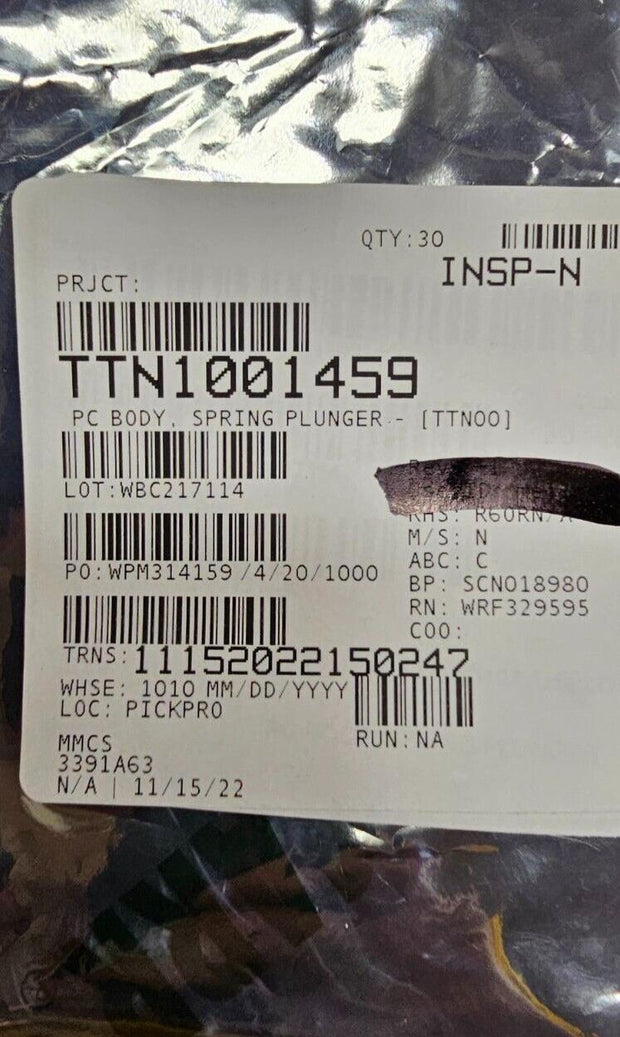 QTY:30
INSP-N
PRJCT:
TTN1001459
PC BODY, SPRING PLUNGER - [TTN00]
LOT:WBC217114
PO:WPM314159 /4/20/1000
M/S: N
ABC: C
BP: SCN018980
RN: WRF329595
COO:
TRNS:11152022150247
WHSE: 1010 MM/DD/YYYY
LOC: PICKPRO
RUN:NA
MMCS
3391A63
N/A | 11/15/22